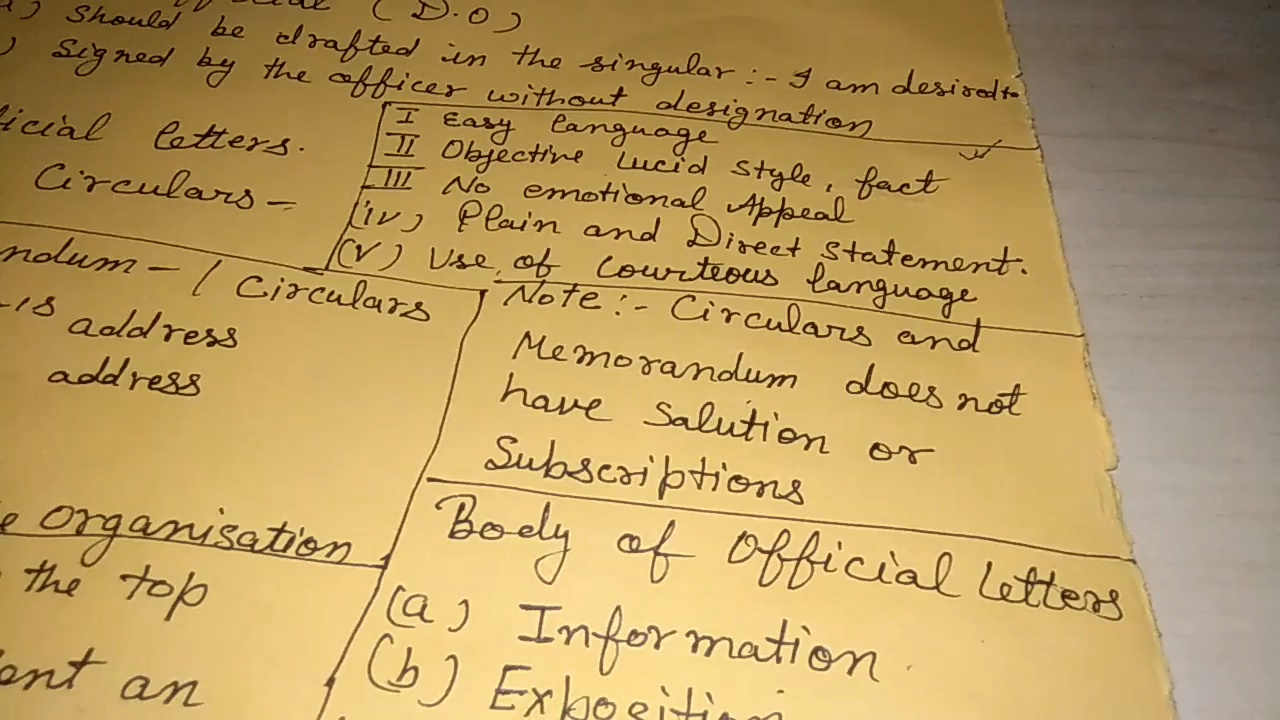 (D.O)
should be drafted in the singular :- I am desired to
Signed by the officer without designation
letters.
Circulars -
I Easy language
II Objective Lucid style, fact
III No emotional Appeal
(iv) Plain and Direct statement.
(V) Use of Courteous language
/ Circulars
is address
address
Note :- Circulars and
Memorandum does not
have Salution or
Subscriptions
Organisation
the top
an
Body of Official letters
(a) Information
(b) Exposition